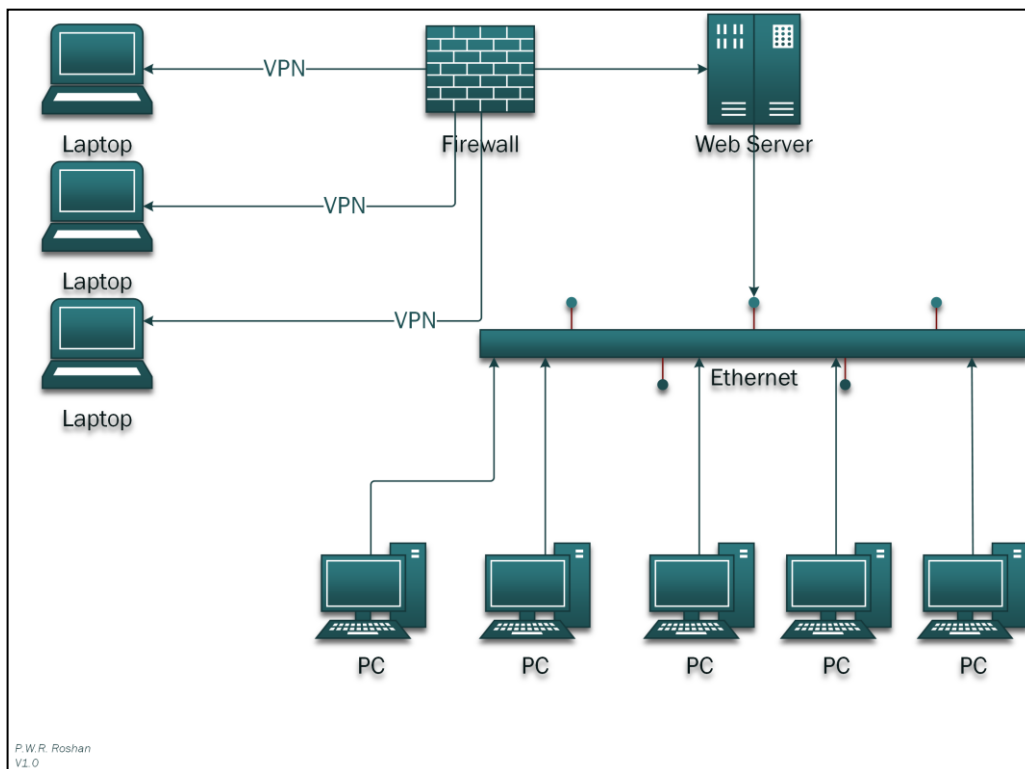 VPN
Laptop
Firewall
Web Server
VPN
Laptop
VPN
Laptop
Ethernet
PC
PC
PC
PC
PC
P.W.R. Roshan
V1.0